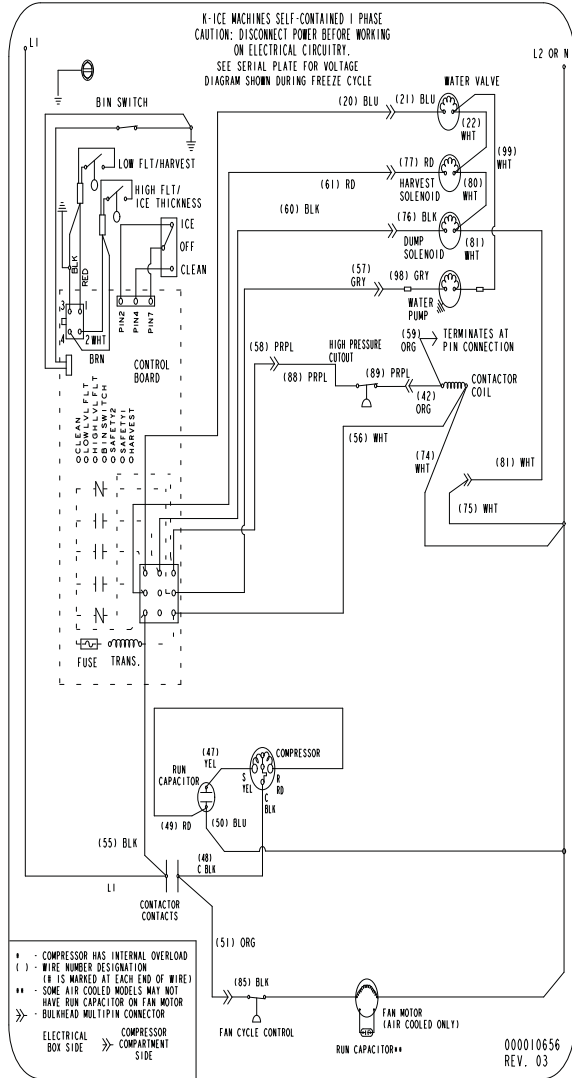 K-ICE MACHINES SELF-CONTAINED 1 PHASE
CAUTION: DISCONNECT POWER BEFORE WORKING
ON ELECTRICAL CIRCUITRY.
SEE SERIAL PLATE FOR VOLTAGE
DIAGRAM SHOWN DURING FREEZE CYCLE
L1
L2 OR N
BIN SWITCH
WATER VALVE
(20) BLU
(21) BLU
(22)
WHT
(99)
WHT
LOW FLT/HARVEST
(77) RD
(61) RD
HARVEST
SOLENOID
(80)
WHT
HIGH FLT/
ICE THICKNESS
(60) BLK
(76) BLK
DUMP
SOLENOID
(81)
WHT
ICE
OFF
CLEAN
BLK
RED
(57)
GRY
(98) GRY
WATER
PUMP
3
1
4
2
WHT
BRN
PIN2
PIN4
PIN7
CONTROL
BOARD
(59)
ORG
TERMINATES AT
PIN CONNECTION
(58) PRPL
HIGH PRESSURE
CUTOUT
(88) PRPL
(89) PRPL
(42)
ORG
CONTACTOR
COIL
CLEAN
LOW LVL FLT
HIGH LVL FLT
BIN SWITCH
SAFETY2
SAFETY1
HARVEST
(56) WHT
(74)
WHT
(81) WHT
(75) WHT
FUSE
TRANS.
(47)
YEL
COMPRESSOR
RUN
CAPACITOR
S
YEL
R
RD
C
BLK
(49) RD
(50) BLU
(55) BLK
(48)
C BLK
L1
CONTACTOR
CONTACTS
(51) ORG
(85) BLK
FAN CYCLE CONTROL
FAN MOTOR
(AIR COOLED ONLY)
RUN CAPACITOR**
* - COMPRESSOR HAS INTERNAL OVERLOAD
( ) - WIRE NUMBER DESIGNATION
(# IS MARKED AT EACH END OF WIRE)
** - SOME AIR COOLED MODELS MAY NOT
HAVE RUN CAPACITOR ON FAN MOTOR
- BULKHEAD MULTIPIN CONNECTOR
ELECTRICAL
BOX SIDE
COMPRESSOR
COMPARTMENT
SIDE
000010656
REV. 03